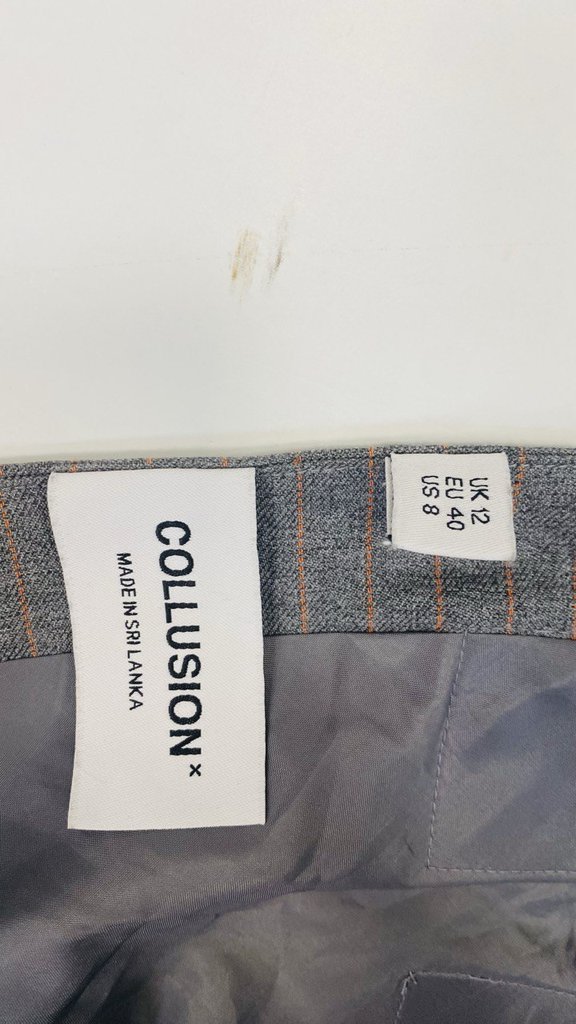 COLLUSION×
MADE IN SRI LANKA
UK 12
EU 40
US 8